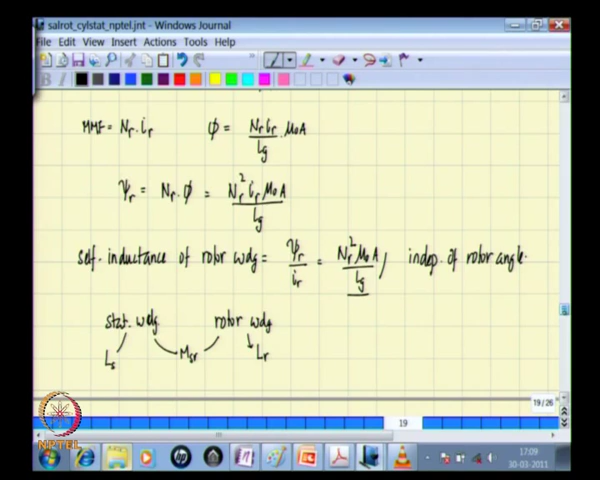 salrot_cylstat_nptel.jnt - Windows Journal
File Edit View Insert Actions Tools Help
MMF = Nr. ir    φ = Nr ir/lg . μ0A
ψr = Nr. φ = Nr² ir μ0A/lg
self. inductance of rotor wdg = ψr/ir = Nr² μ0A/lg, indep. of rotor angle.
stat. wdg    rotor wdg
Ls    Msr    Lr
19/26
19
NPTEL
17:09
30-03-2011